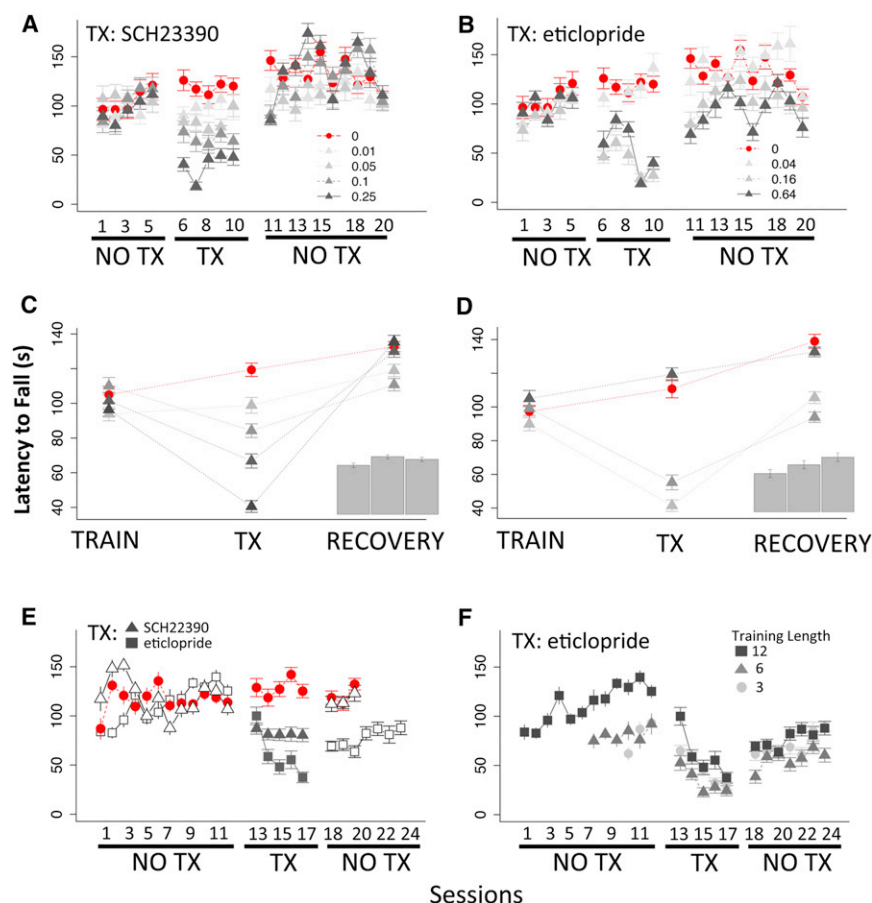 A
TX: SCH23390
150
100
50
0
0
0.01
0.05
0.1
0.25
1 3 5 6 8 10 11 13 15 18 20
NO TX TX NO TX
B
TX: eticlopride
150
100
50
0
0
0.04
0.16
0.64
1 3 5 6 8 10 11 13 15 18 20
NO TX TX NO TX
C
Latency to Fall (s)
140
120
100
80
60
40
TRAIN TX RECOVERY
D
140
120
100
80
60
40
TRAIN TX RECOVERY
E
TX: SCH22390
eticlopride
150
100
50
0
1 3 5 7 9 11 13 15 17 18 20 22 24
NO TX TX NO TX
F
TX: eticlopride
Training Length
12
6
3
150
100
50
0
1 3 5 7 9 11 13 15 17 18 20 22 24
NO TX TX NO TX
Sessions